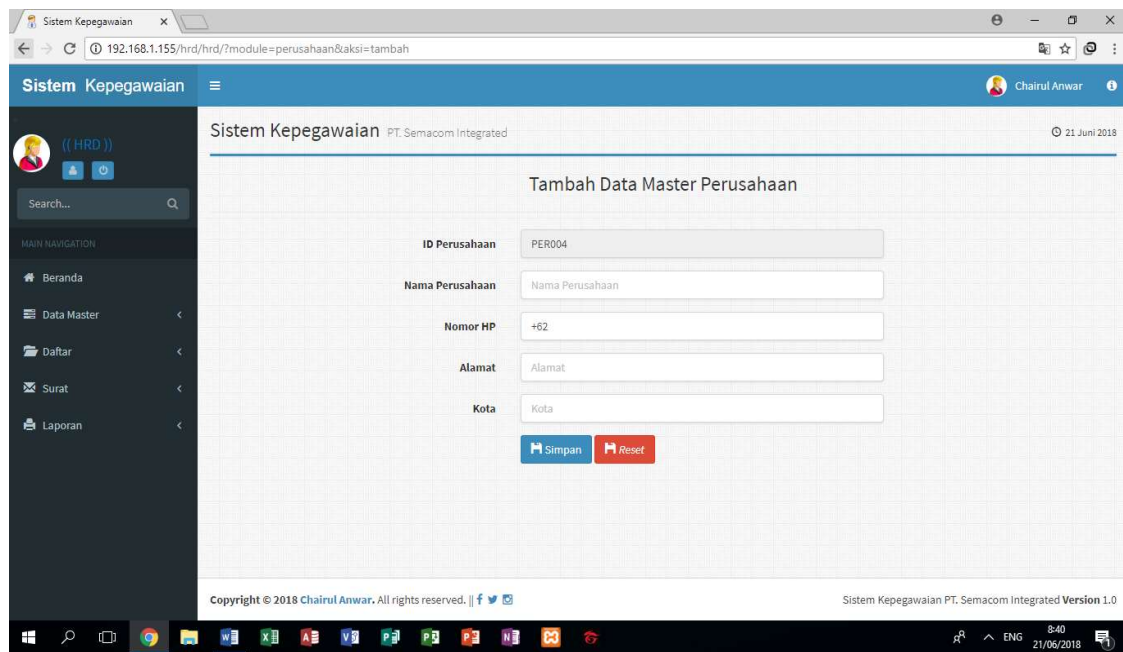 Sistem Kepegawaian
192.168.1.155/hrd/hrd/?module=perusahaan&aksi=tambah
Sistem Kepegawaian
Chairul Anwar
(( HRD ))
Search...
MAIN NAVIGATION
Beranda
Data Master
Daftar
Surat
Laporan
Sistem Kepegawaian PT. Semacom Integrated
21 Juni 2018
Tambah Data Master Perusahaan
ID Perusahaan PER004
Nama Perusahaan Nama Perusahaan
Nomor HP +62
Alamat Alamat
Kota Kota
Simpan Reset
Copyright © 2018 Chairul Anwar. All rights reserved. ||
Sistem Kepegawaian PT. Semacom Integrated Version 1.0
ENG
8:40
21/06/2018